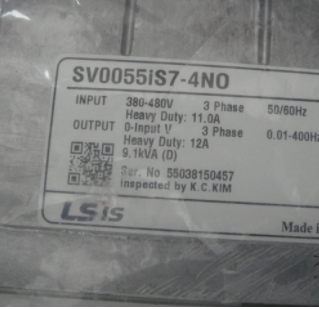 SV0055iS7-4NO
INPUT 380-480V 3 Phase 50/60Hz
Heavy Duty: 11.0A
OUTPUT 0-Input V 3 Phase 0.01-400Hz
Heavy Duty: 12A
9.1kVA (D)
Ser. No 55038150457
Inspected by K.C.KIM
LSis
Made i